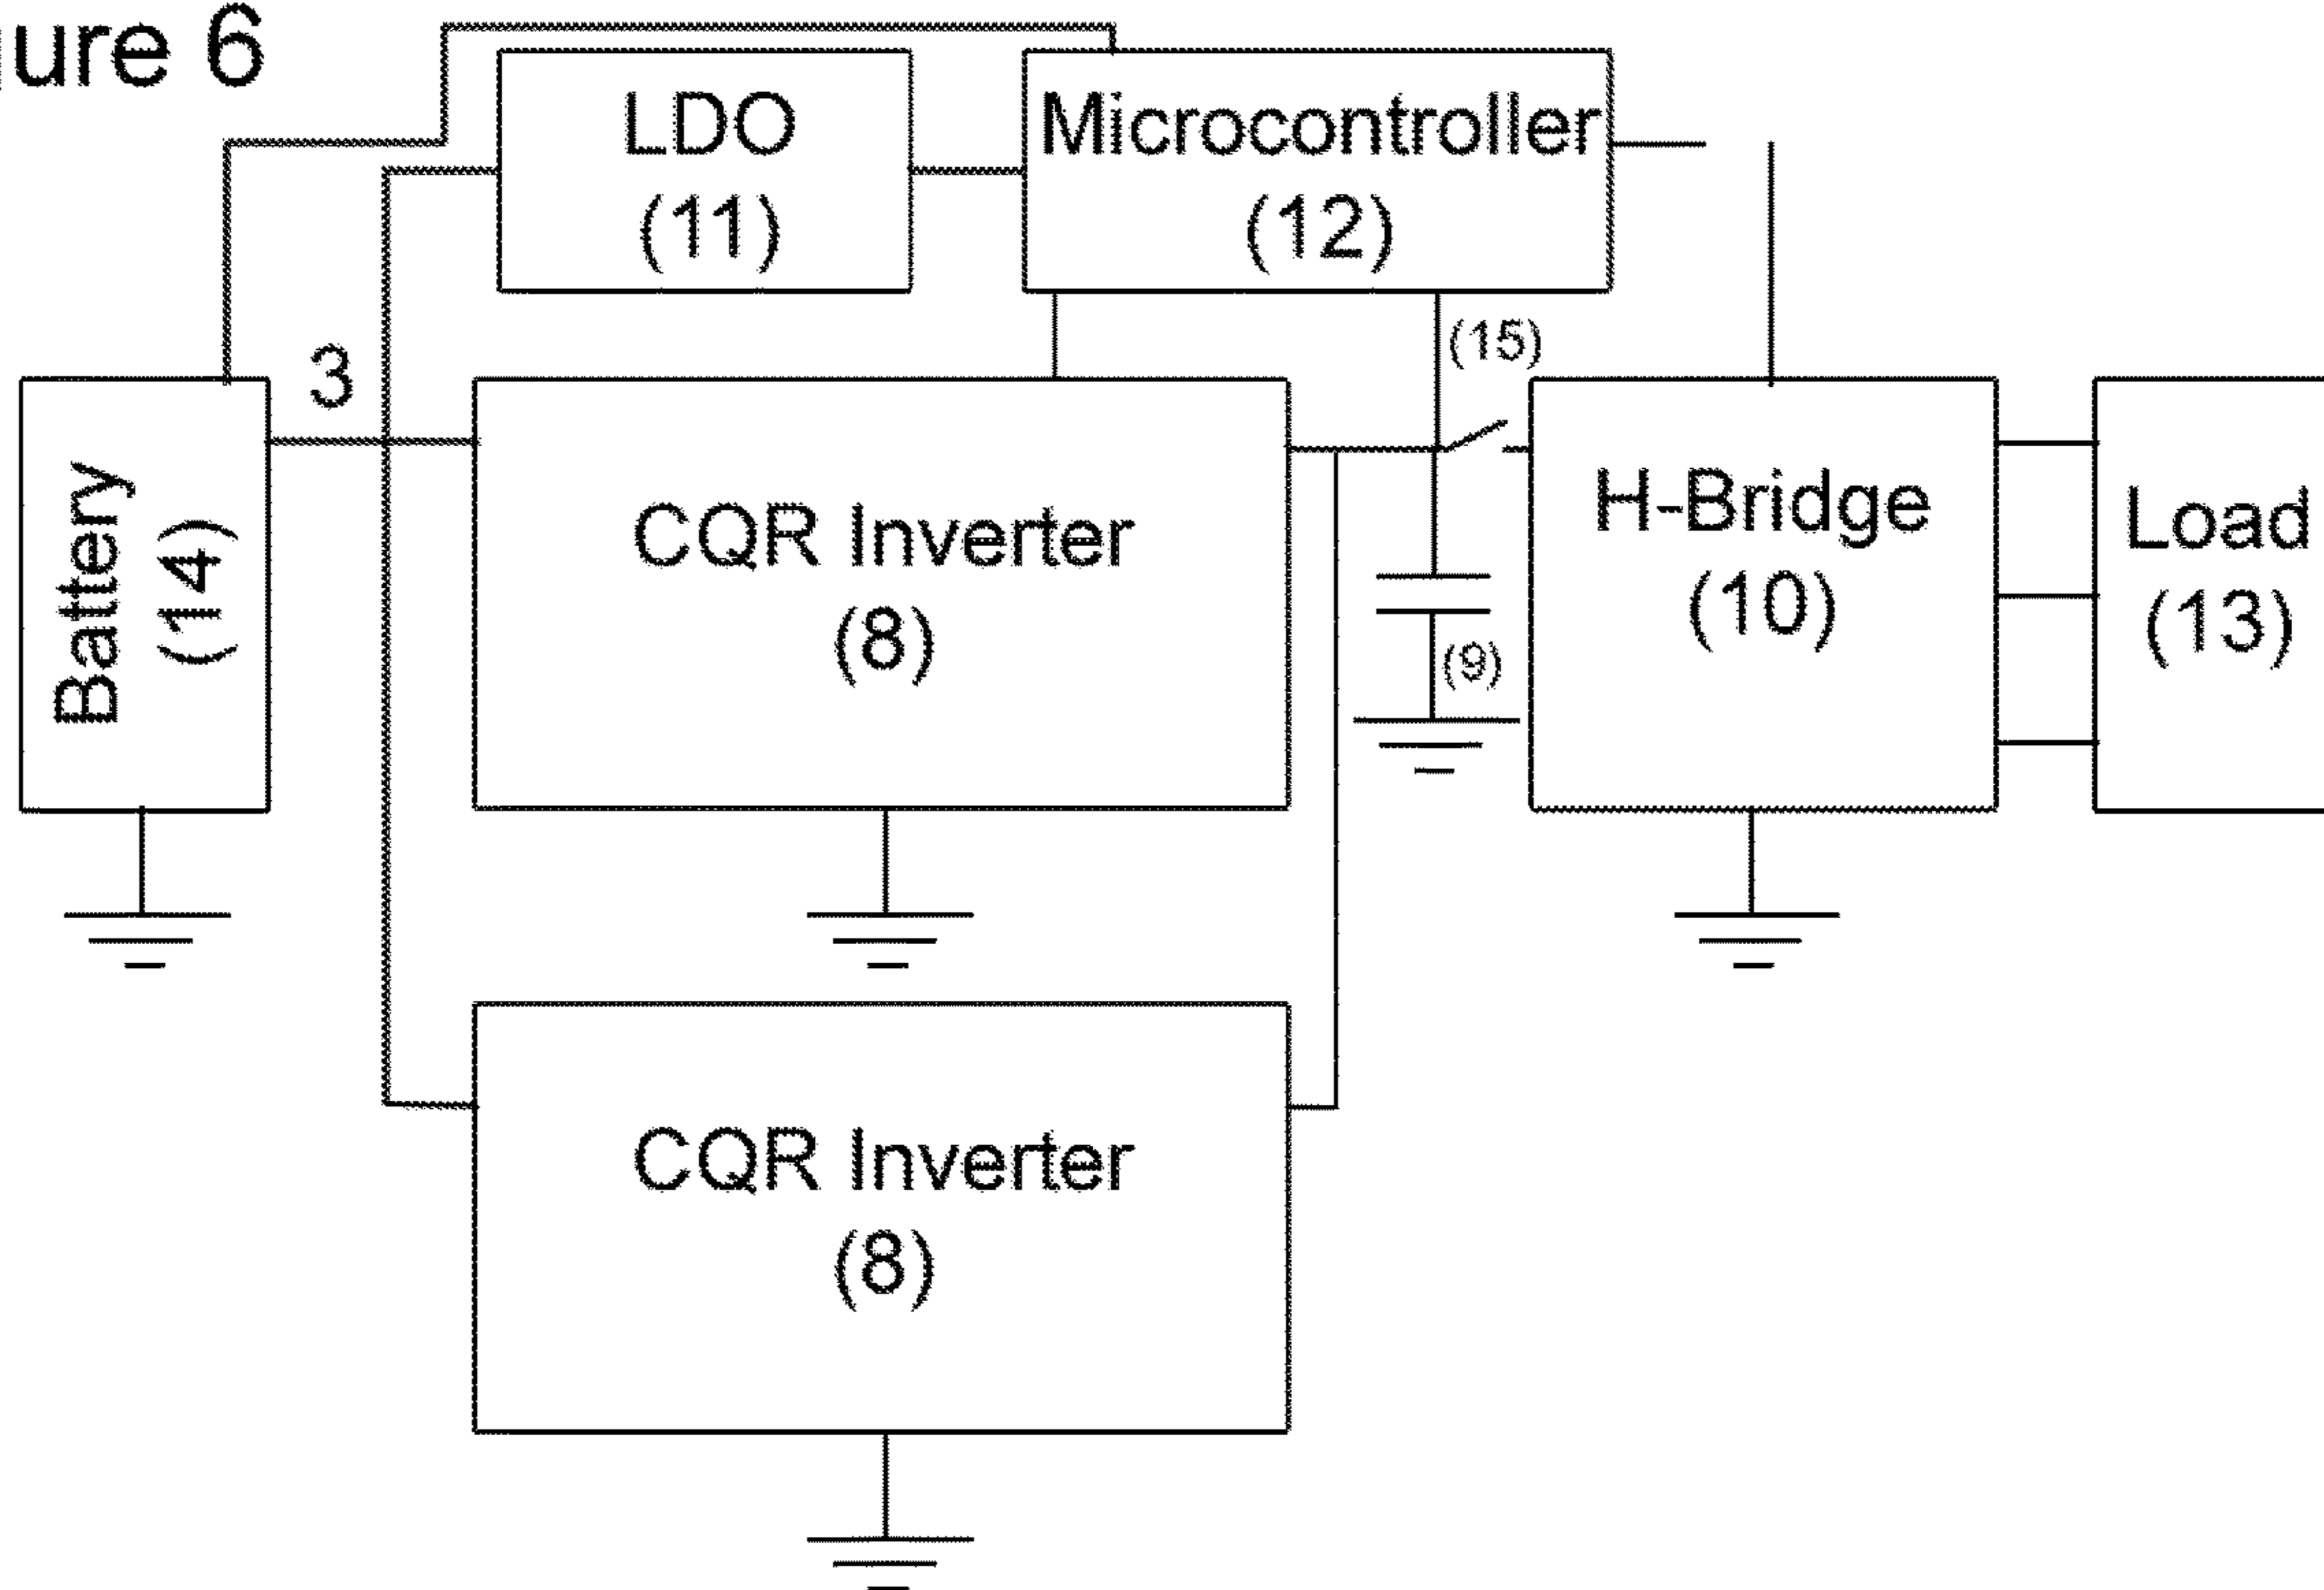 ure 6
LDO
(11)
Microcontroller
(12)
(15)
3
Battery
(14)
CQR Inverter
(8)
(9)
H-Bridge
(10)
Load
(13)
CQR Inverter
(8)